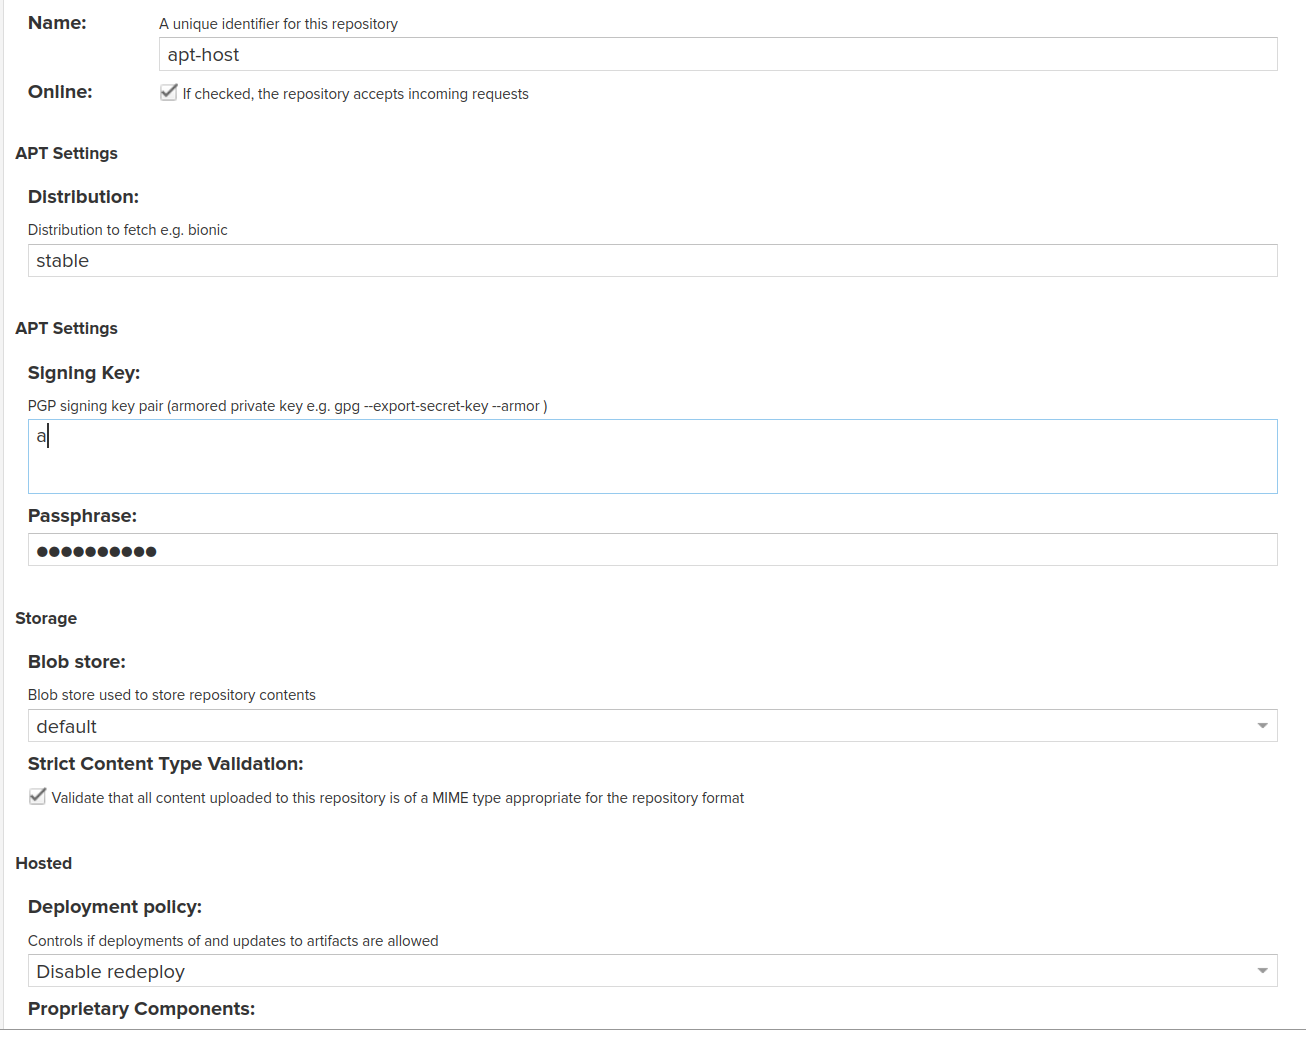 Name:
A unique identifier for this repository
apt-host
Online:
If checked, the repository accepts incoming requests
APT Settings
Distribution:
Distribution to fetch e.g. bionic
stable
APT Settings
Signing Key:
PGP signing key pair (armored private key e.g. gpg --export-secret-key --armor )
a
Passphrase:
●●●●●●●●●●
Storage
Blob store:
Blob store used to store repository contents
default
Strict Content Type Validation:
Validate that all content uploaded to this repository is of a MIME type appropriate for the repository format
Hosted
Deployment policy:
Controls if deployments of and updates to artifacts are allowed
Disable redeploy
Proprietary Components: